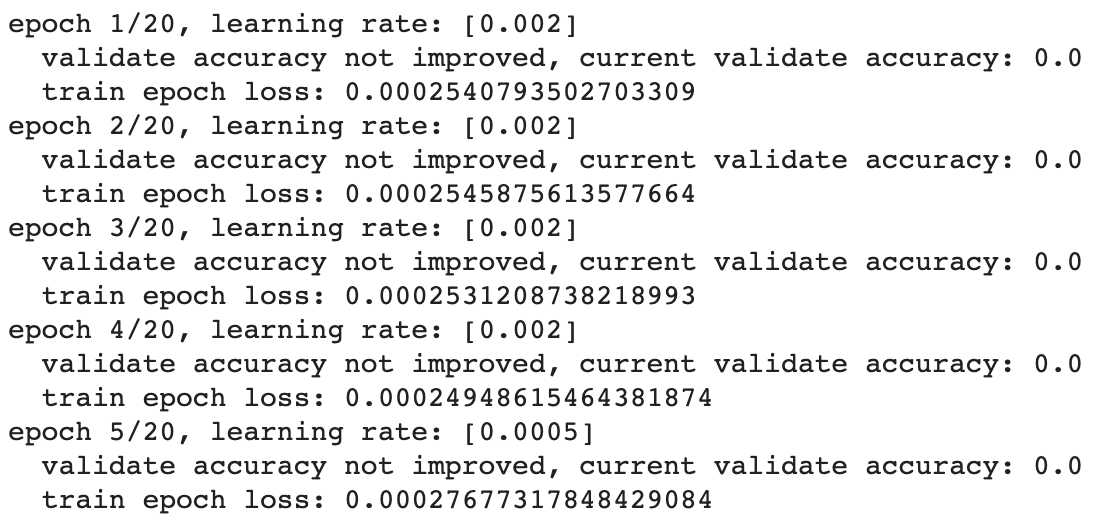 epoch 1/20, learning rate: [0.002]
validate accuracy not improved, current validate accuracy: 0.0
train epoch loss: 0.0002540793502703309
epoch 2/20, learning rate: [0.002]
validate accuracy not improved, current validate accuracy: 0.0
train epoch loss: 0.0002545875613577664
epoch 3/20, learning rate: [0.002]
validate accuracy not improved, current validate accuracy: 0.0
train epoch loss: 0.0002531208738218993
epoch 4/20, learning rate: [0.002]
validate accuracy not improved, current validate accuracy: 0.0
train epoch loss: 0.00024948615464381874
epoch 5/20, learning rate: [0.0005]
validate accuracy not improved, current validate accuracy: 0.0
train epoch loss: 0.00027677317848429084